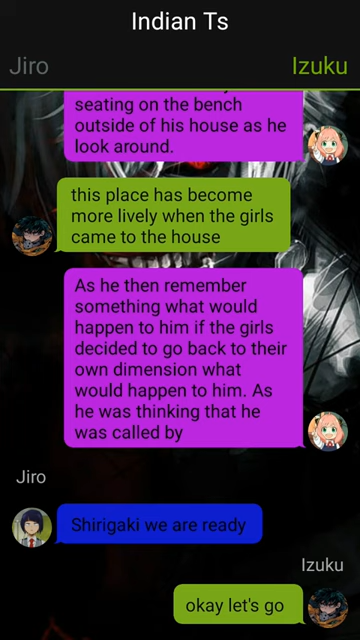 Indian Ts
Jiro
Izuku
seating on the bench
outside of his house as he
look around.
this place has become
more lively when the girls
came to the house
As he then remember
something what would
happen to him if the girls
decided to go back to their
own dimension what
would happen to him. As
he was thinking that he
was called by
Jiro
Shirigaki we are ready
Izuku
okay let's go